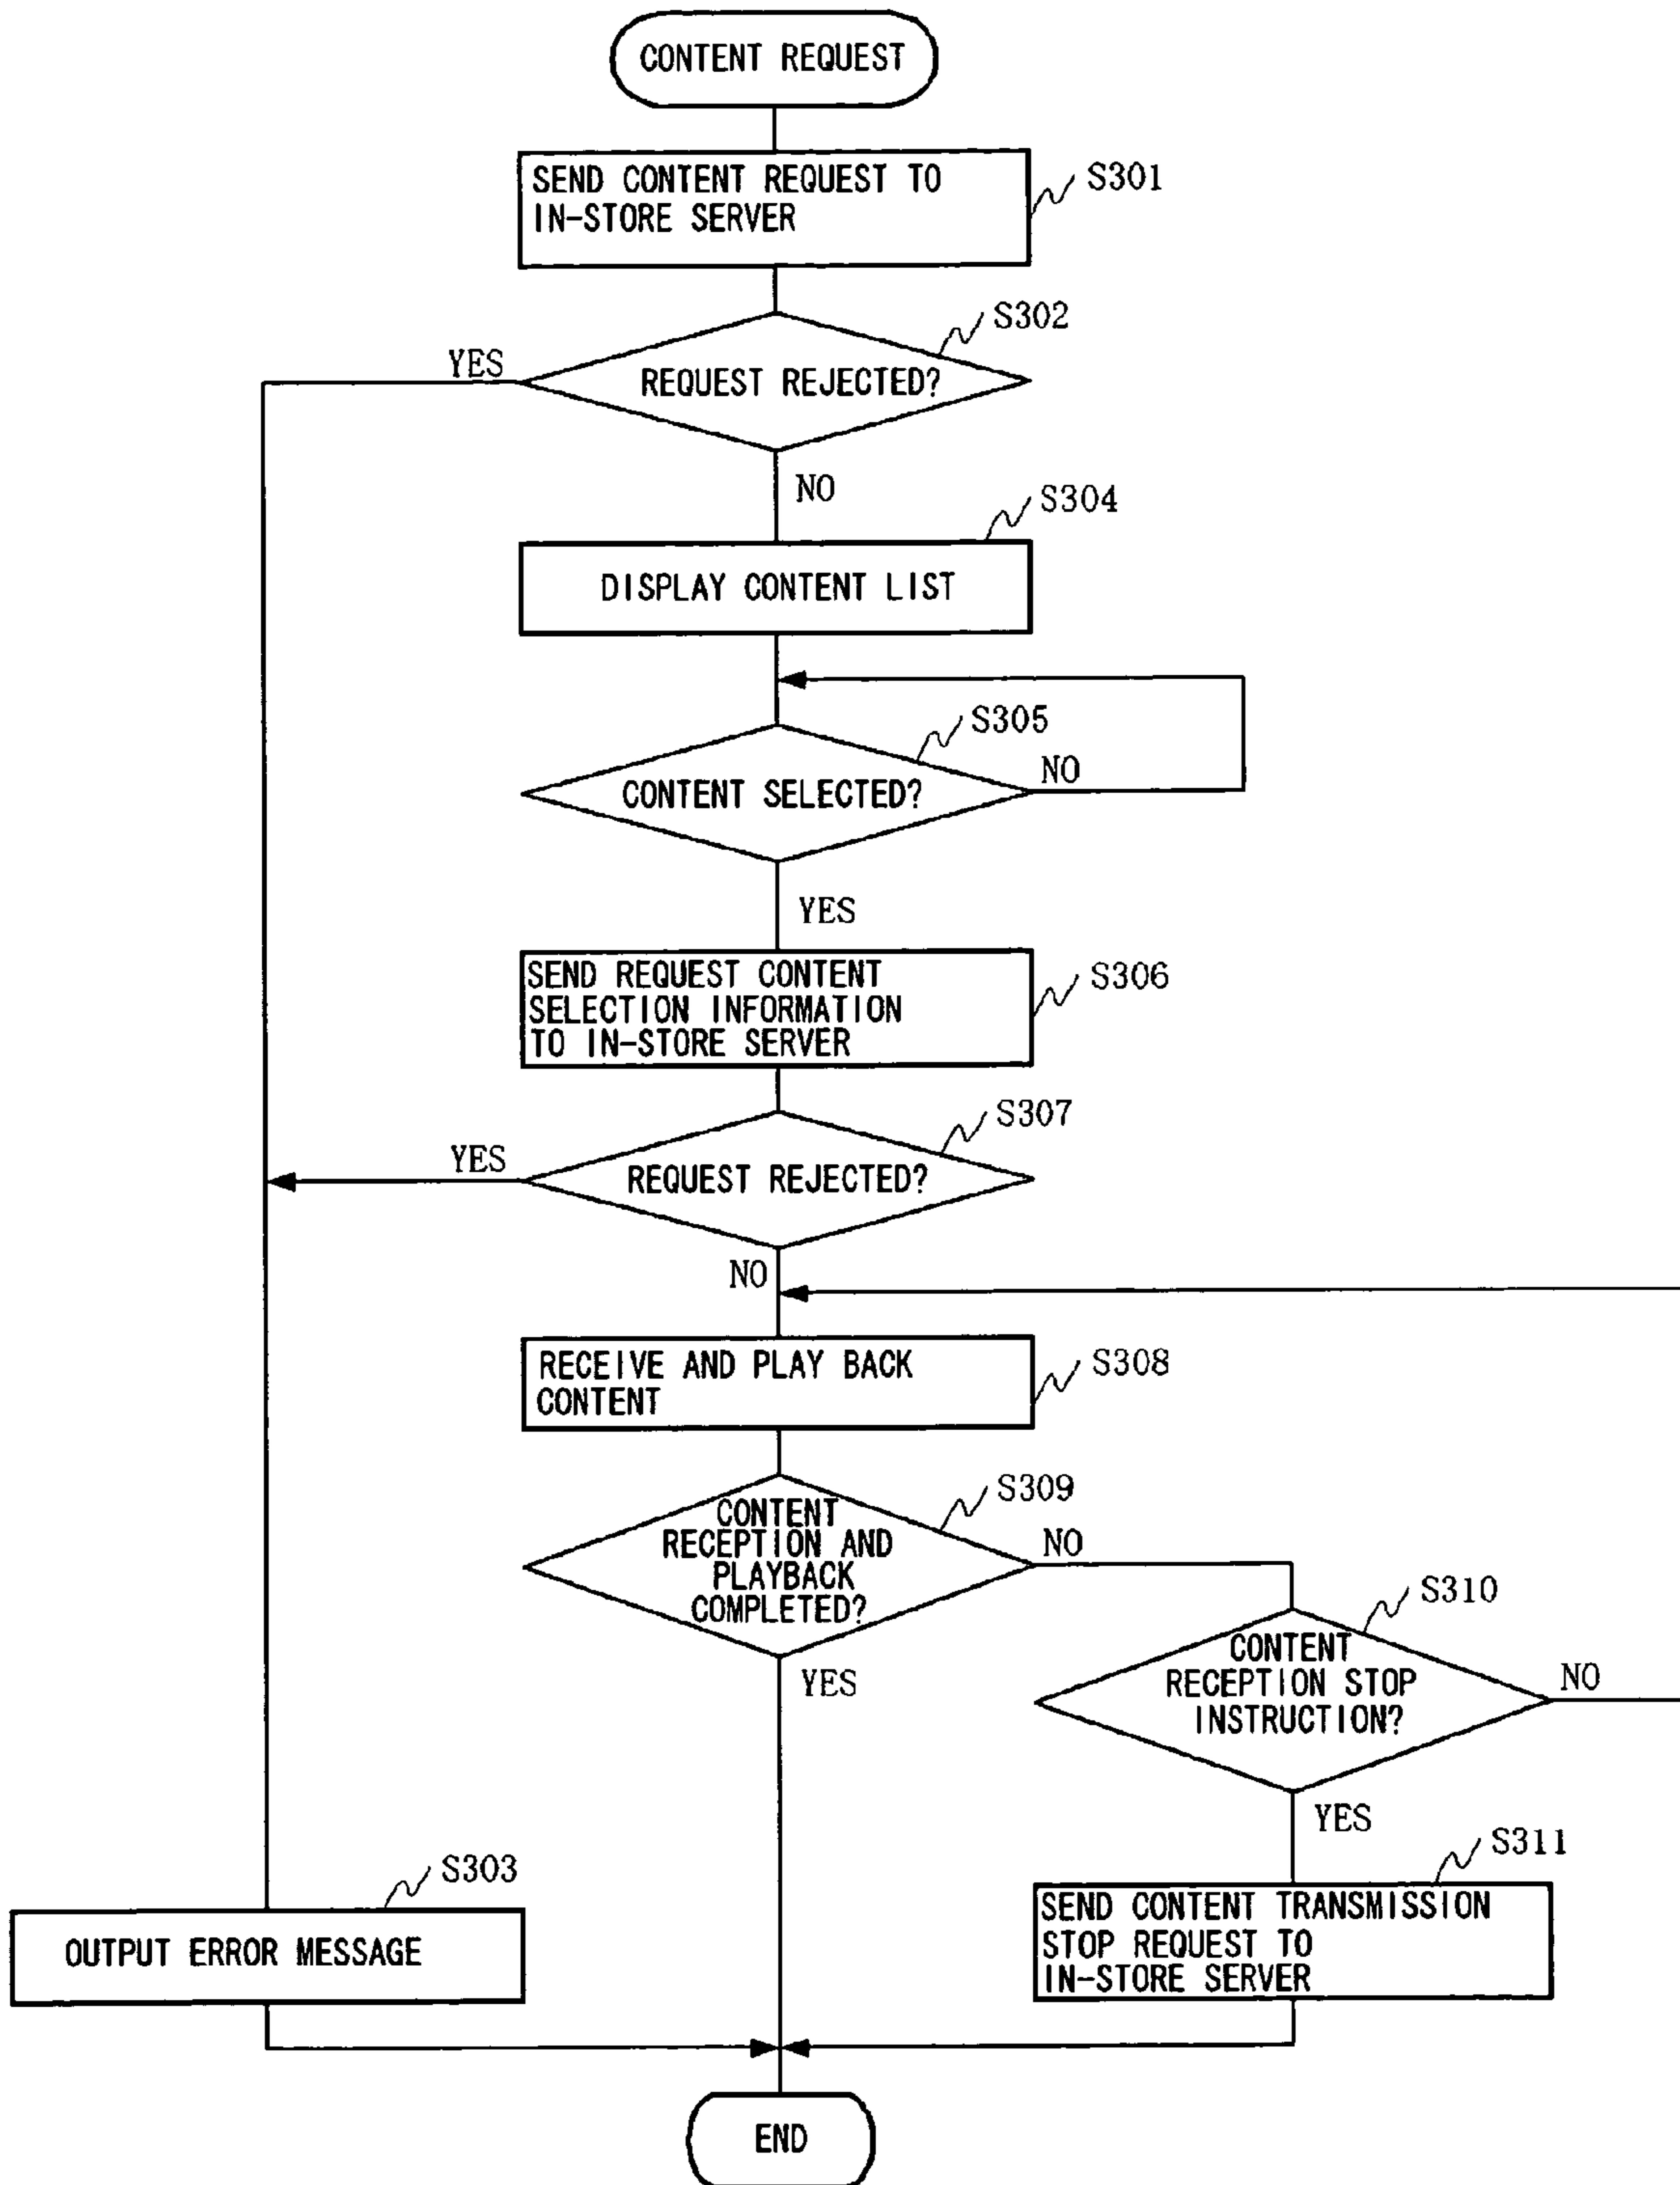 CONTENT REQUEST
SEND CONTENT REQUEST TO
IN-STORE SERVER
S301
S302
YES
REQUEST REJECTED?
NO
S304
DISPLAY CONTENT LIST
S305
CONTENT SELECTED?
NO
YES
SEND REQUEST CONTENT
SELECTION INFORMATION
TO IN-STORE SERVER
S306
S307
YES
REQUEST REJECTED?
NO
RECEIVE AND PLAY BACK
CONTENT
S308
S309
CONTENT
RECEPTION AND
PLAYBACK
COMPLETED?
NO
YES
S310
CONTENT
RECEPTION STOP
INSTRUCTION?
NO
YES
S303
OUTPUT ERROR MESSAGE
S311
SEND CONTENT TRANSMISSION
STOP REQUEST TO
IN-STORE SERVER
END